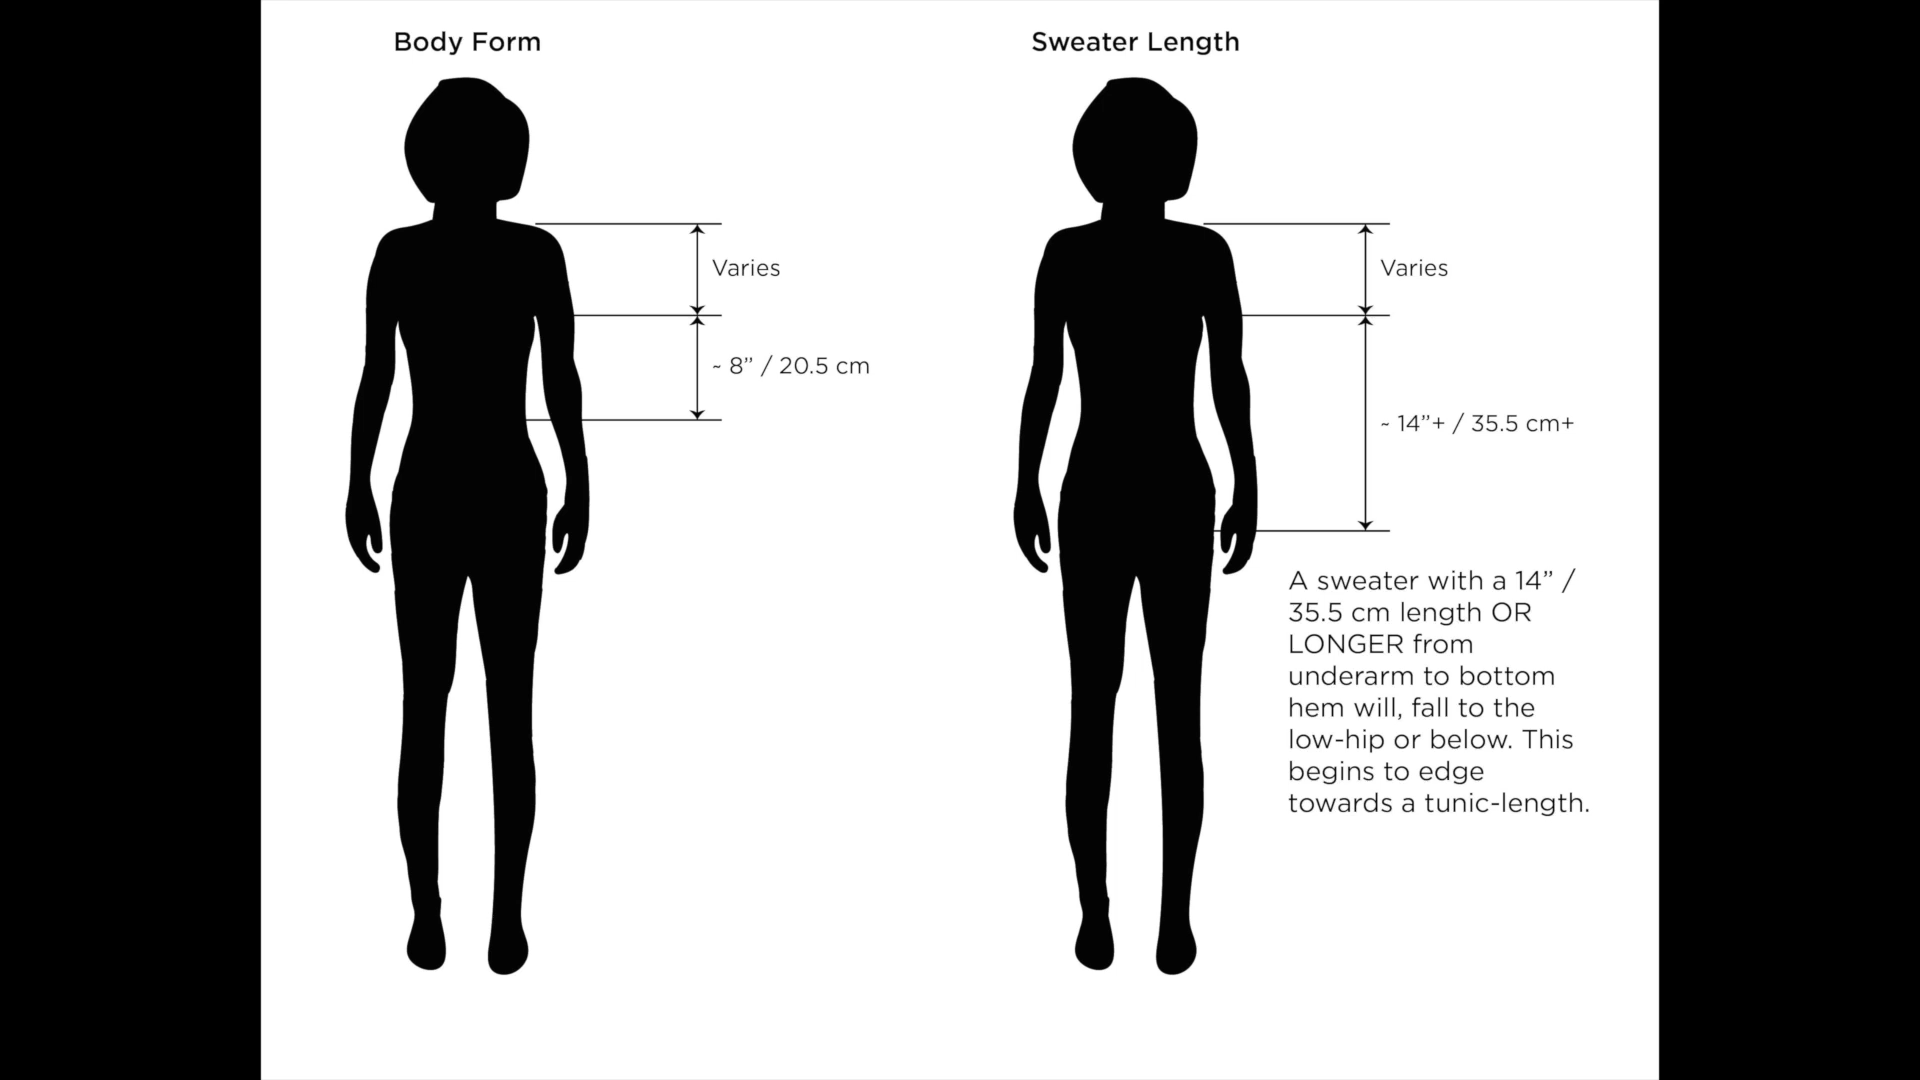 Body Form
Sweater Length
Varies
~ 8” / 20.5 cm
Varies
~ 14”+ / 35.5 cm+
A sweater with a 14” /
35.5 cm length OR
LONGER from
underarm to bottom
hem will, fall to the
low-hip or below. This
begins to edge
towards a tunic-length.